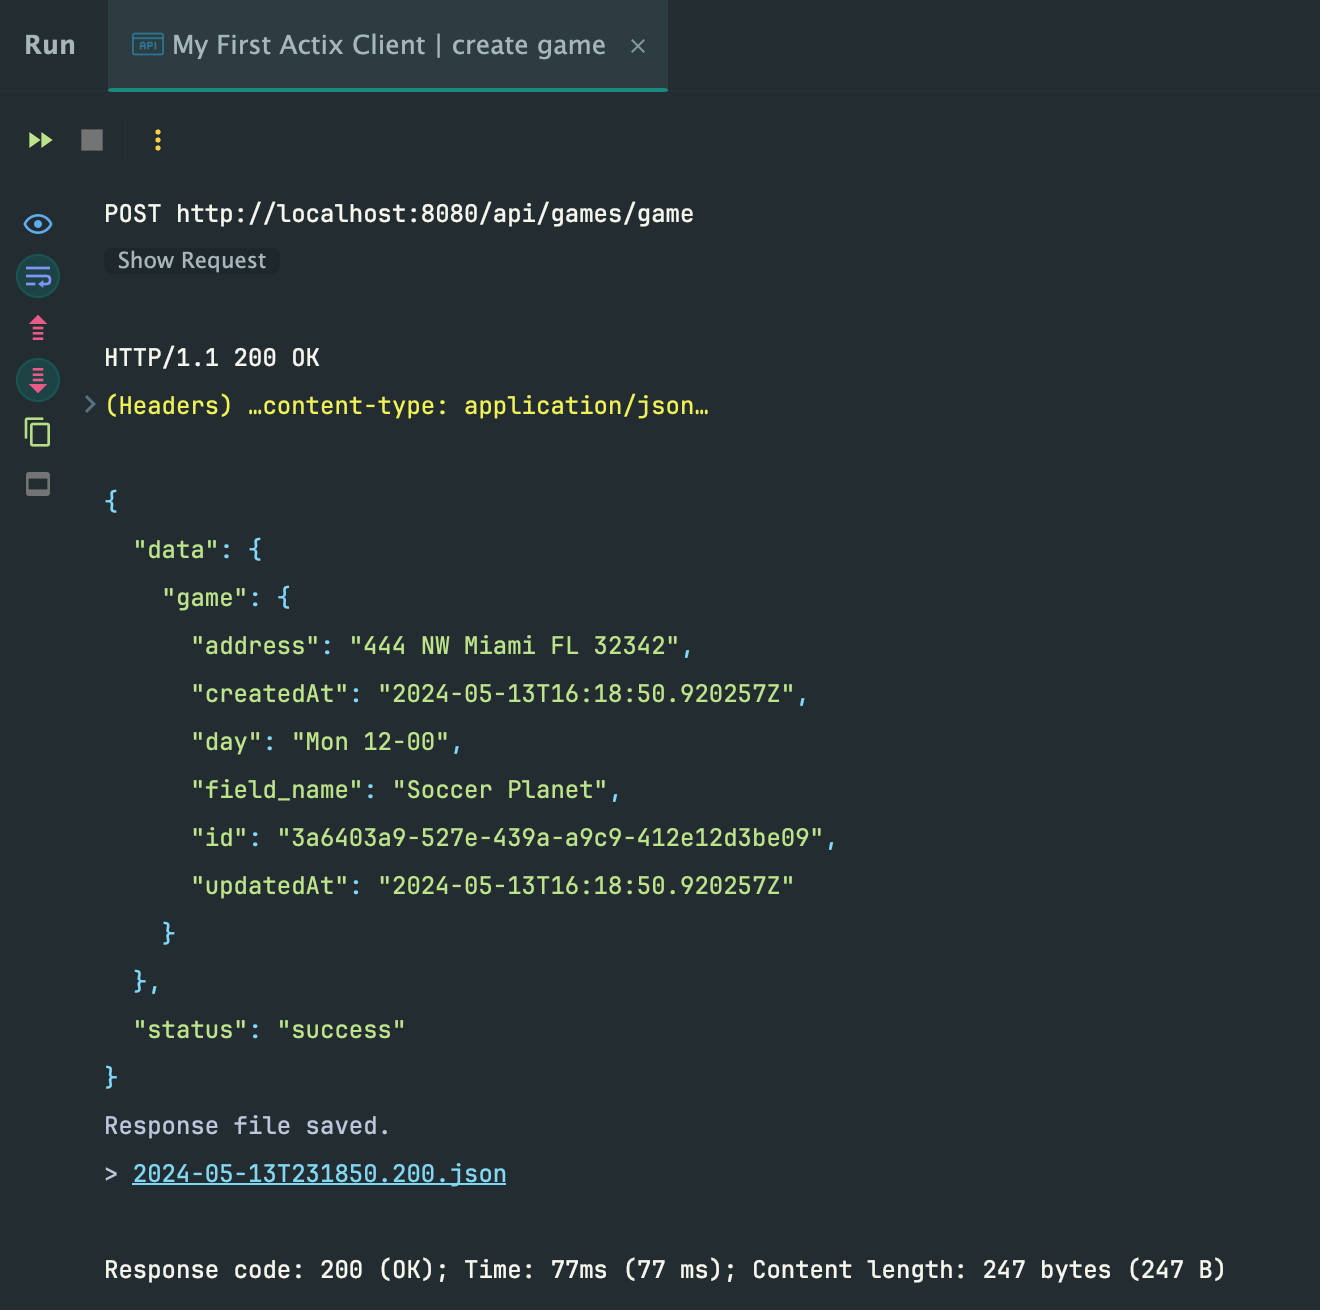 Run
API My First Actix Client | create game ×
POST http://localhost:8080/api/games/game
Show Request
HTTP/1.1 200 OK
(Headers) …content-type: application/json…
{
  "data": {
    "game": {
      "address": "444 NW Miami FL 32342",
      "createdAt": "2024-05-13T16:18:50.920257Z",
      "day": "Mon 12-00",
      "field_name": "Soccer Planet",
      "id": "3a6403a9-527e-439a-a9c9-412e12d3be09",
      "updatedAt": "2024-05-13T16:18:50.920257Z"
    }
  },
  "status": "success"
}
Response file saved.
> 2024-05-13T231850.200.json
Response code: 200 (OK); Time: 77ms (77 ms); Content length: 247 bytes (247 B)